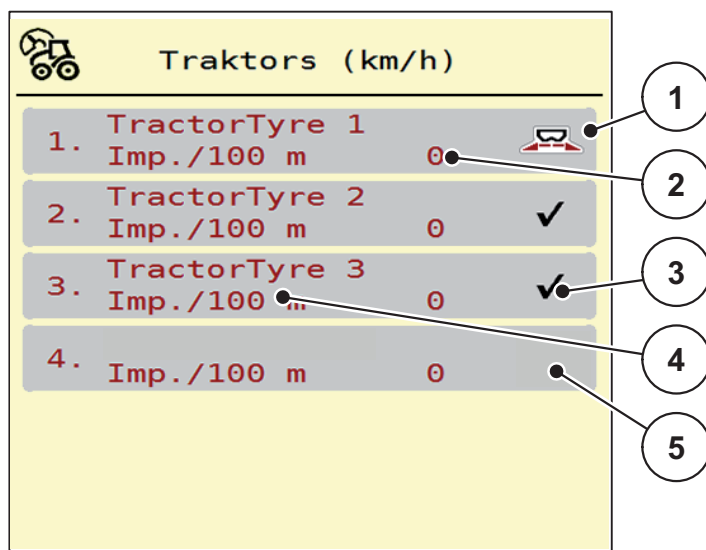 Traktors (km/h)
1. TractorTyre 1
Imp./100 m 0
2. TractorTyre 2
Imp./100 m 0
3. TractorTyre 3
Imp./100 m 0
4.
Imp./100 m 0
1
2
3
4
5